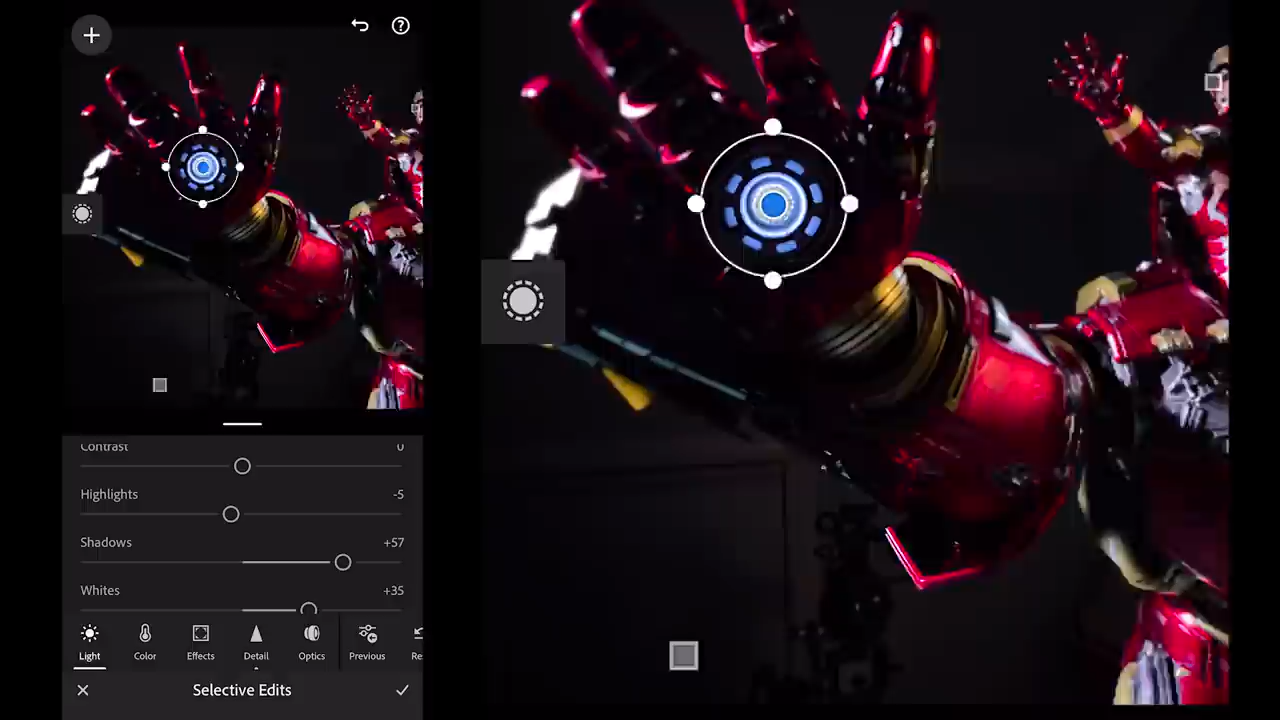 Contrast 0
Highlights -5
Shadows +57
Whites +35
Light Color Effects Detail Optics Previous Re
Selective Edits